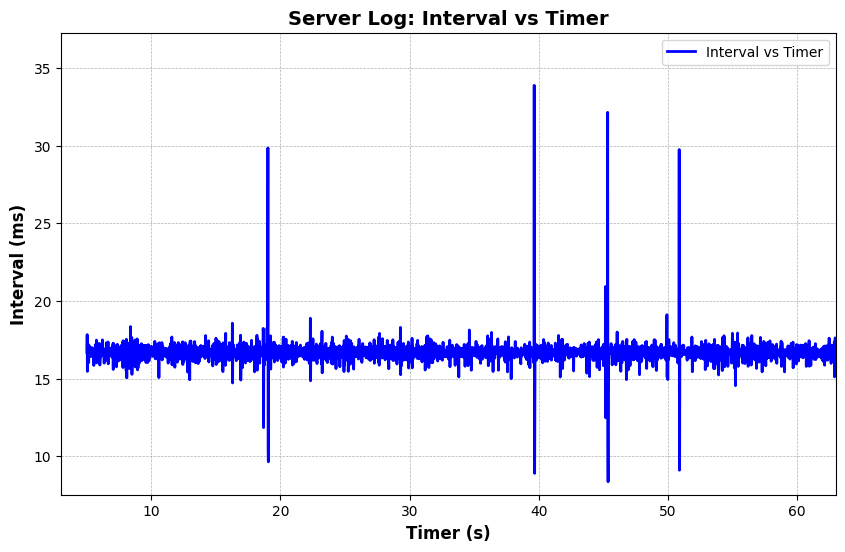 Server Log: Interval vs Timer
Interval vs Timer
35
30
25
20
15
10
Interval (ms)
10 20 30 40 50 60
Timer (s)